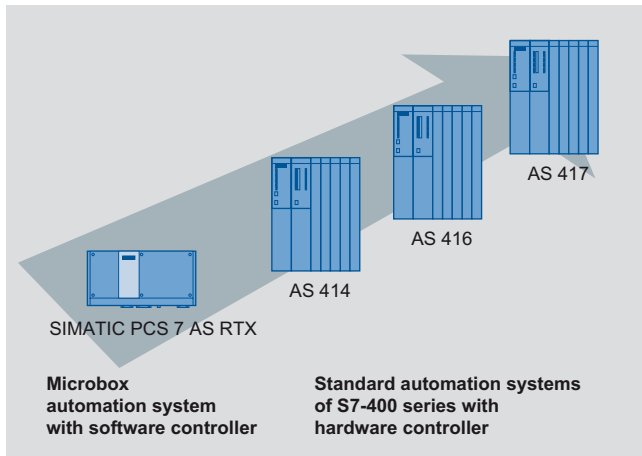 AS 417
AS 416
AS 414
SIMATIC PCS 7 AS RTX
Microbox
automation system
with software controller
Standard automation systems
of S7-400 series with
hardware controller